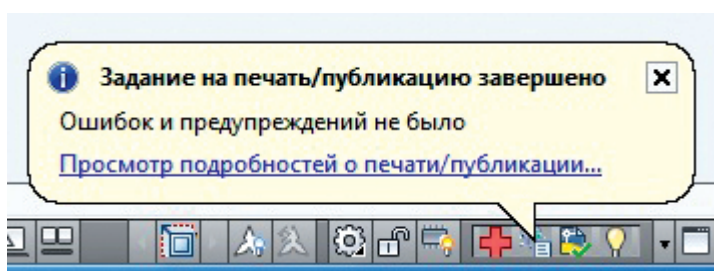 Задание на печать/публикацию завершено
Ошибок и предупреждений не было
Просмотр подробностей о печати/публикации...